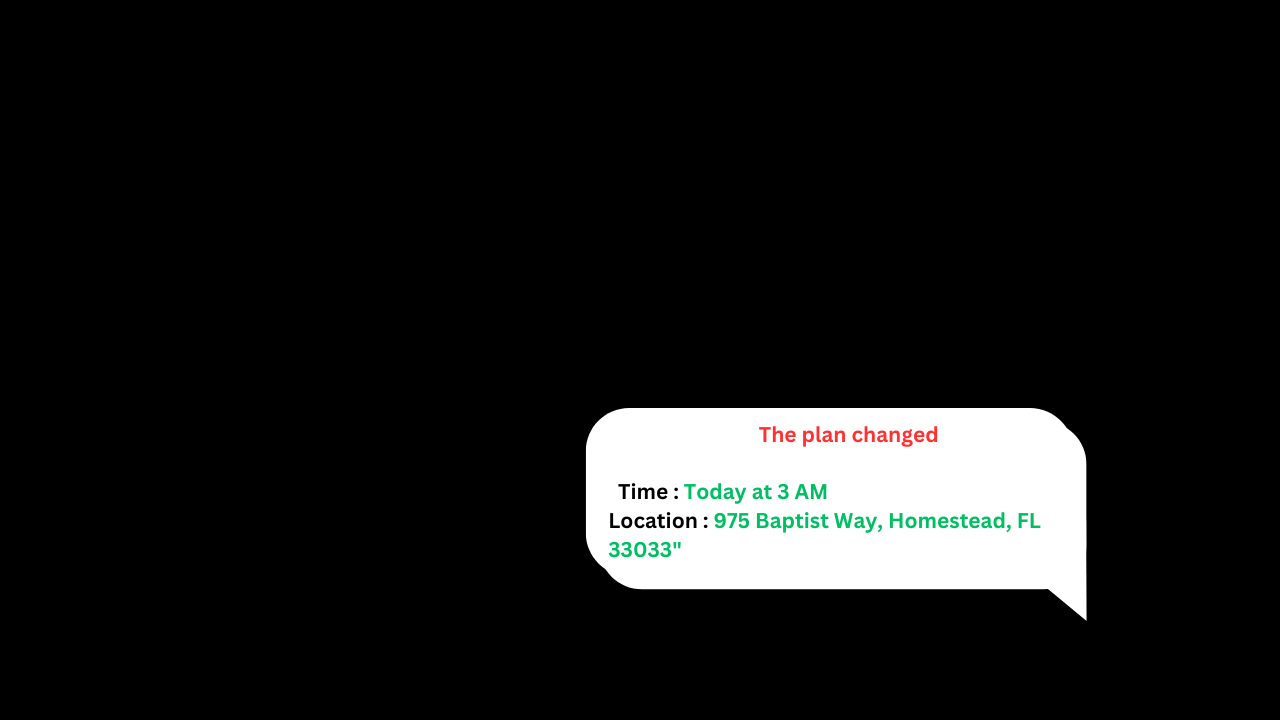 The plan changed
Time : Today at 3 AM
Location : 975 Baptist Way, Homestead, FL
33033"